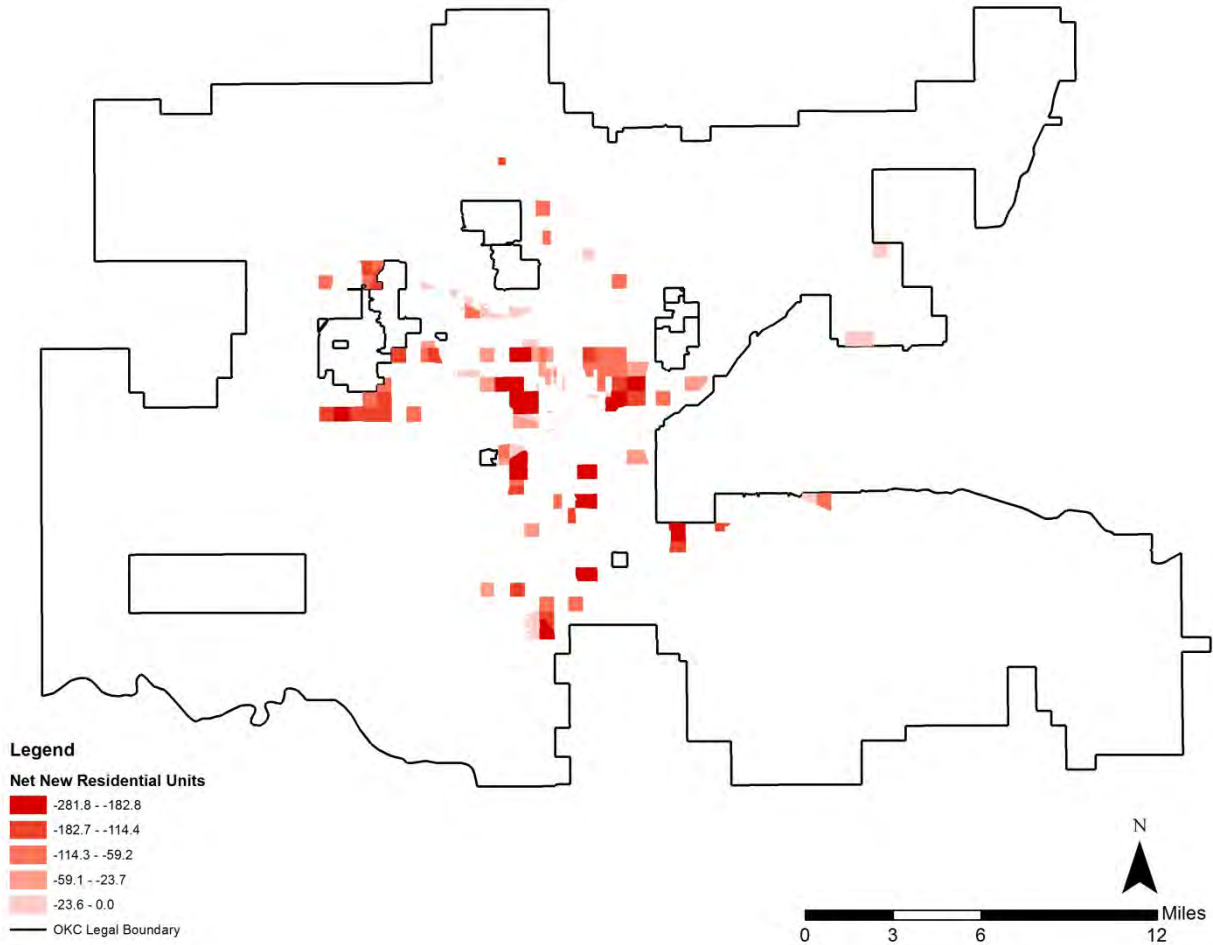 Legend
Net New Residential Units
-281.8 - -182.8
-182.7 - -114.4
-114.3 - -59.2
-59.1 - -23.7
-23.6 - 0.0
OKC Legal Boundary
N
Miles
0 3 6 12